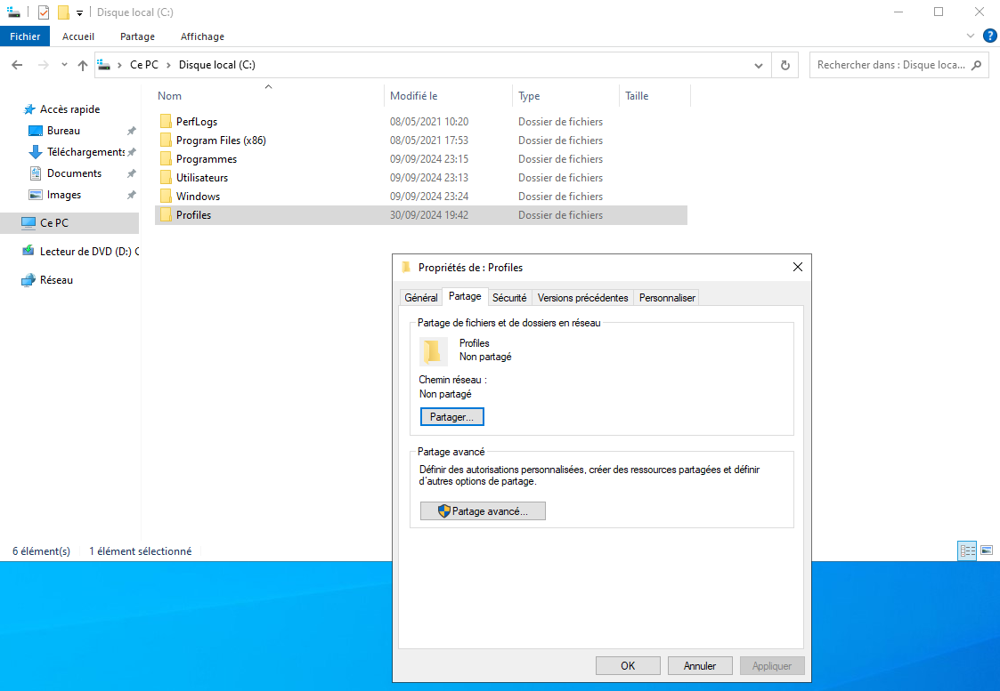 Disque local (C:)
Fichier Accueil Partage Affichage
Ce PC Disque local (C:)
Rechercher dans : Disque loca...
Accès rapide
Bureau
Téléchargements
Documents
Images
Ce PC
Lecteur de DVD (D:) C
Réseau
Nom Modifié le Type Taille
PerfLogs 08/05/2021 10:20 Dossier de fichiers
Program Files (x86) 08/05/2021 17:53 Dossier de fichiers
Programmes 09/09/2024 23:15 Dossier de fichiers
Utilisateurs 09/09/2024 23:13 Dossier de fichiers
Windows 09/09/2024 23:24 Dossier de fichiers
Profiles 30/09/2024 19:42 Dossier de fichiers
Propriétés de : Profiles
Général Partage Sécurité Versions précédentes Personnaliser
Partage de fichiers et de dossiers en réseau
Profiles
Non partagé
Chemin réseau :
Non partagé
Partager...
Partage avancé
Définir des autorisations personnalisées, créer des ressources partagées et définir
d'autres options de partage.
Partage avancé...
OK Annuler Appliquer
6 élément(s) 1 élément sélectionné